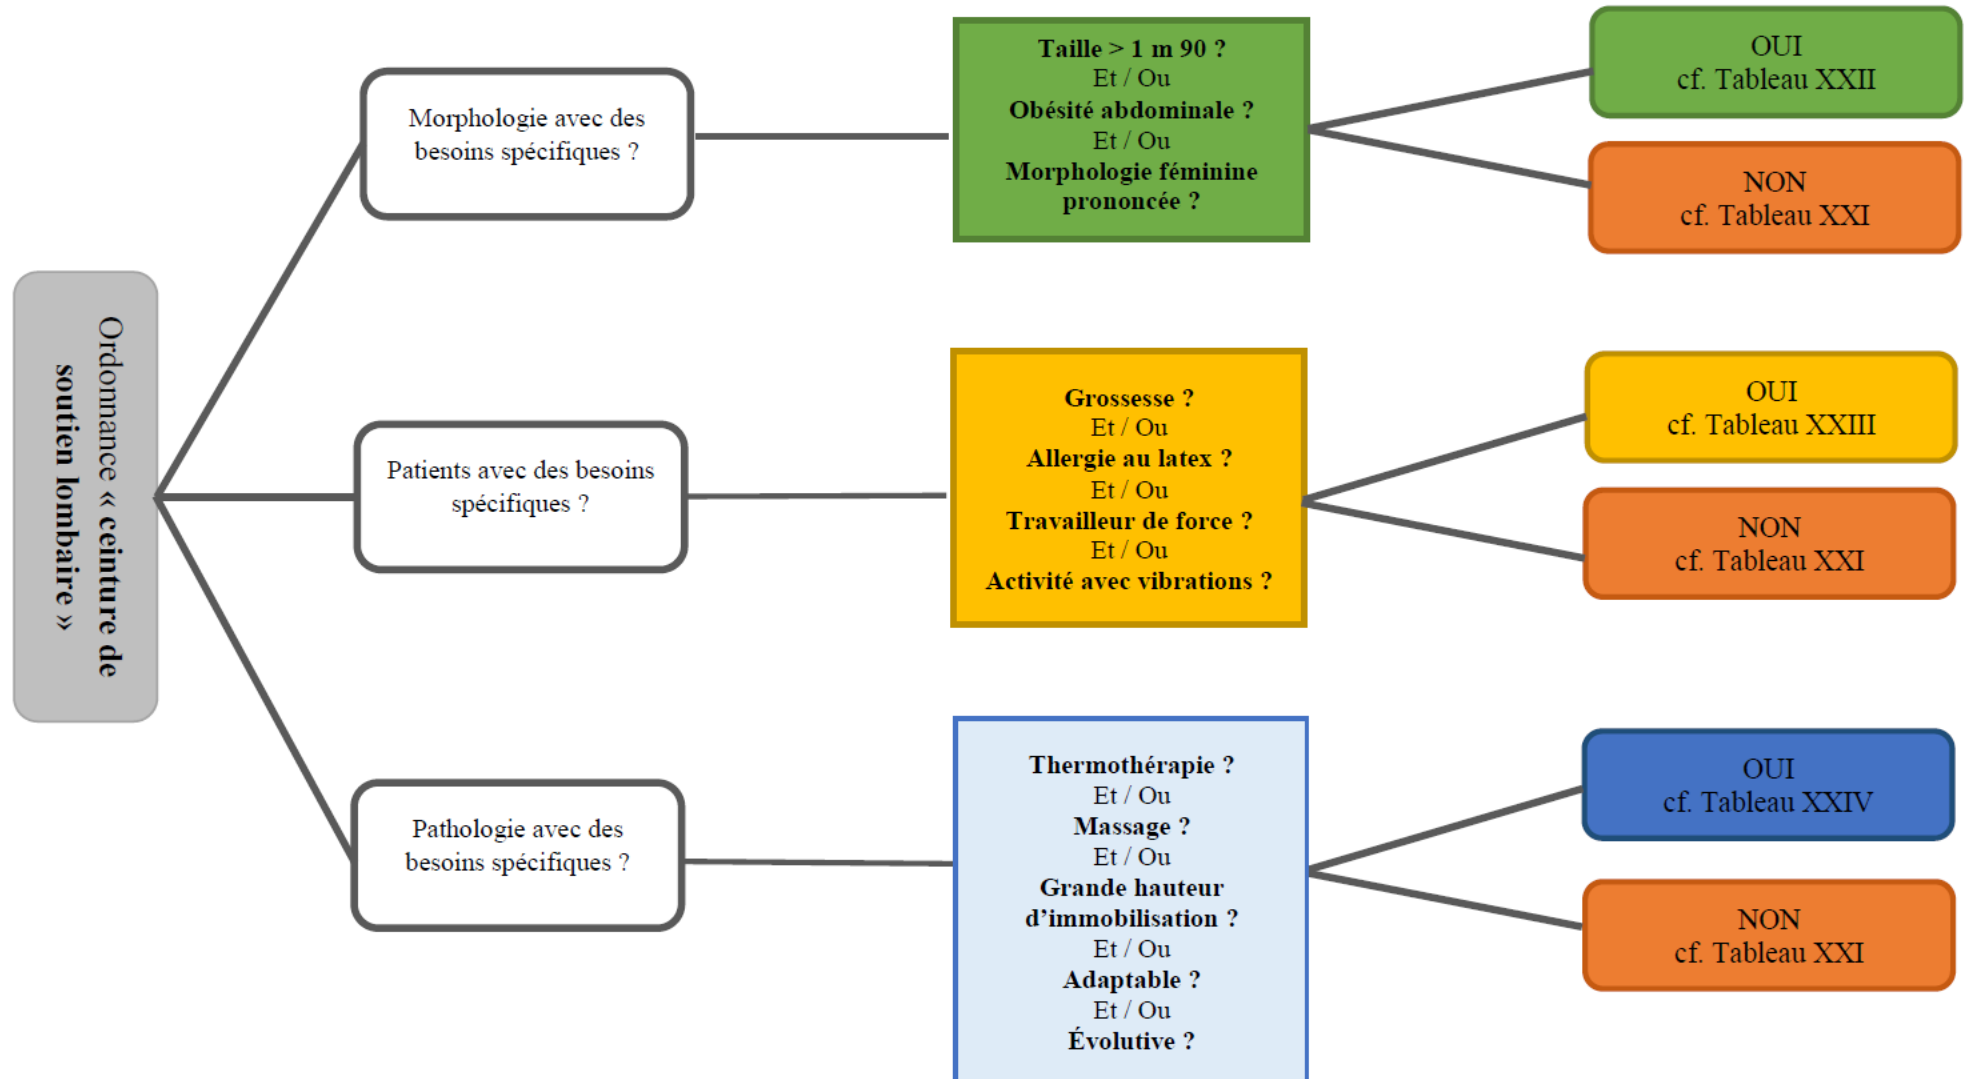 Ordonnance « ceinture de
soutien lombaire »
Morphologie avec des
besoins spécifiques ?
Taille > 1 m 90 ?
Et / Ou
Obésité abdominale ?
Et / Ou
Morphologie féminine
prononcée ?
OUI
cf. Tableau XXII
NON
cf. Tableau XXI
Patients avec des besoins
spécifiques ?
Grossesse ?
Et / Ou
Allergie au latex ?
Et / Ou
Travailleur de force ?
Et / Ou
Activité avec vibrations ?
OUI
cf. Tableau XXIII
NON
cf. Tableau XXI
Pathologie avec des
besoins spécifiques ?
Thermothérapie ?
Et / Ou
Massage ?
Et / Ou
Grande hauteur
d’immobilisation ?
Et / Ou
Adaptable ?
Et / Ou
Évolutive ?
OUI
cf. Tableau XXIV
NON
cf. Tableau XXI